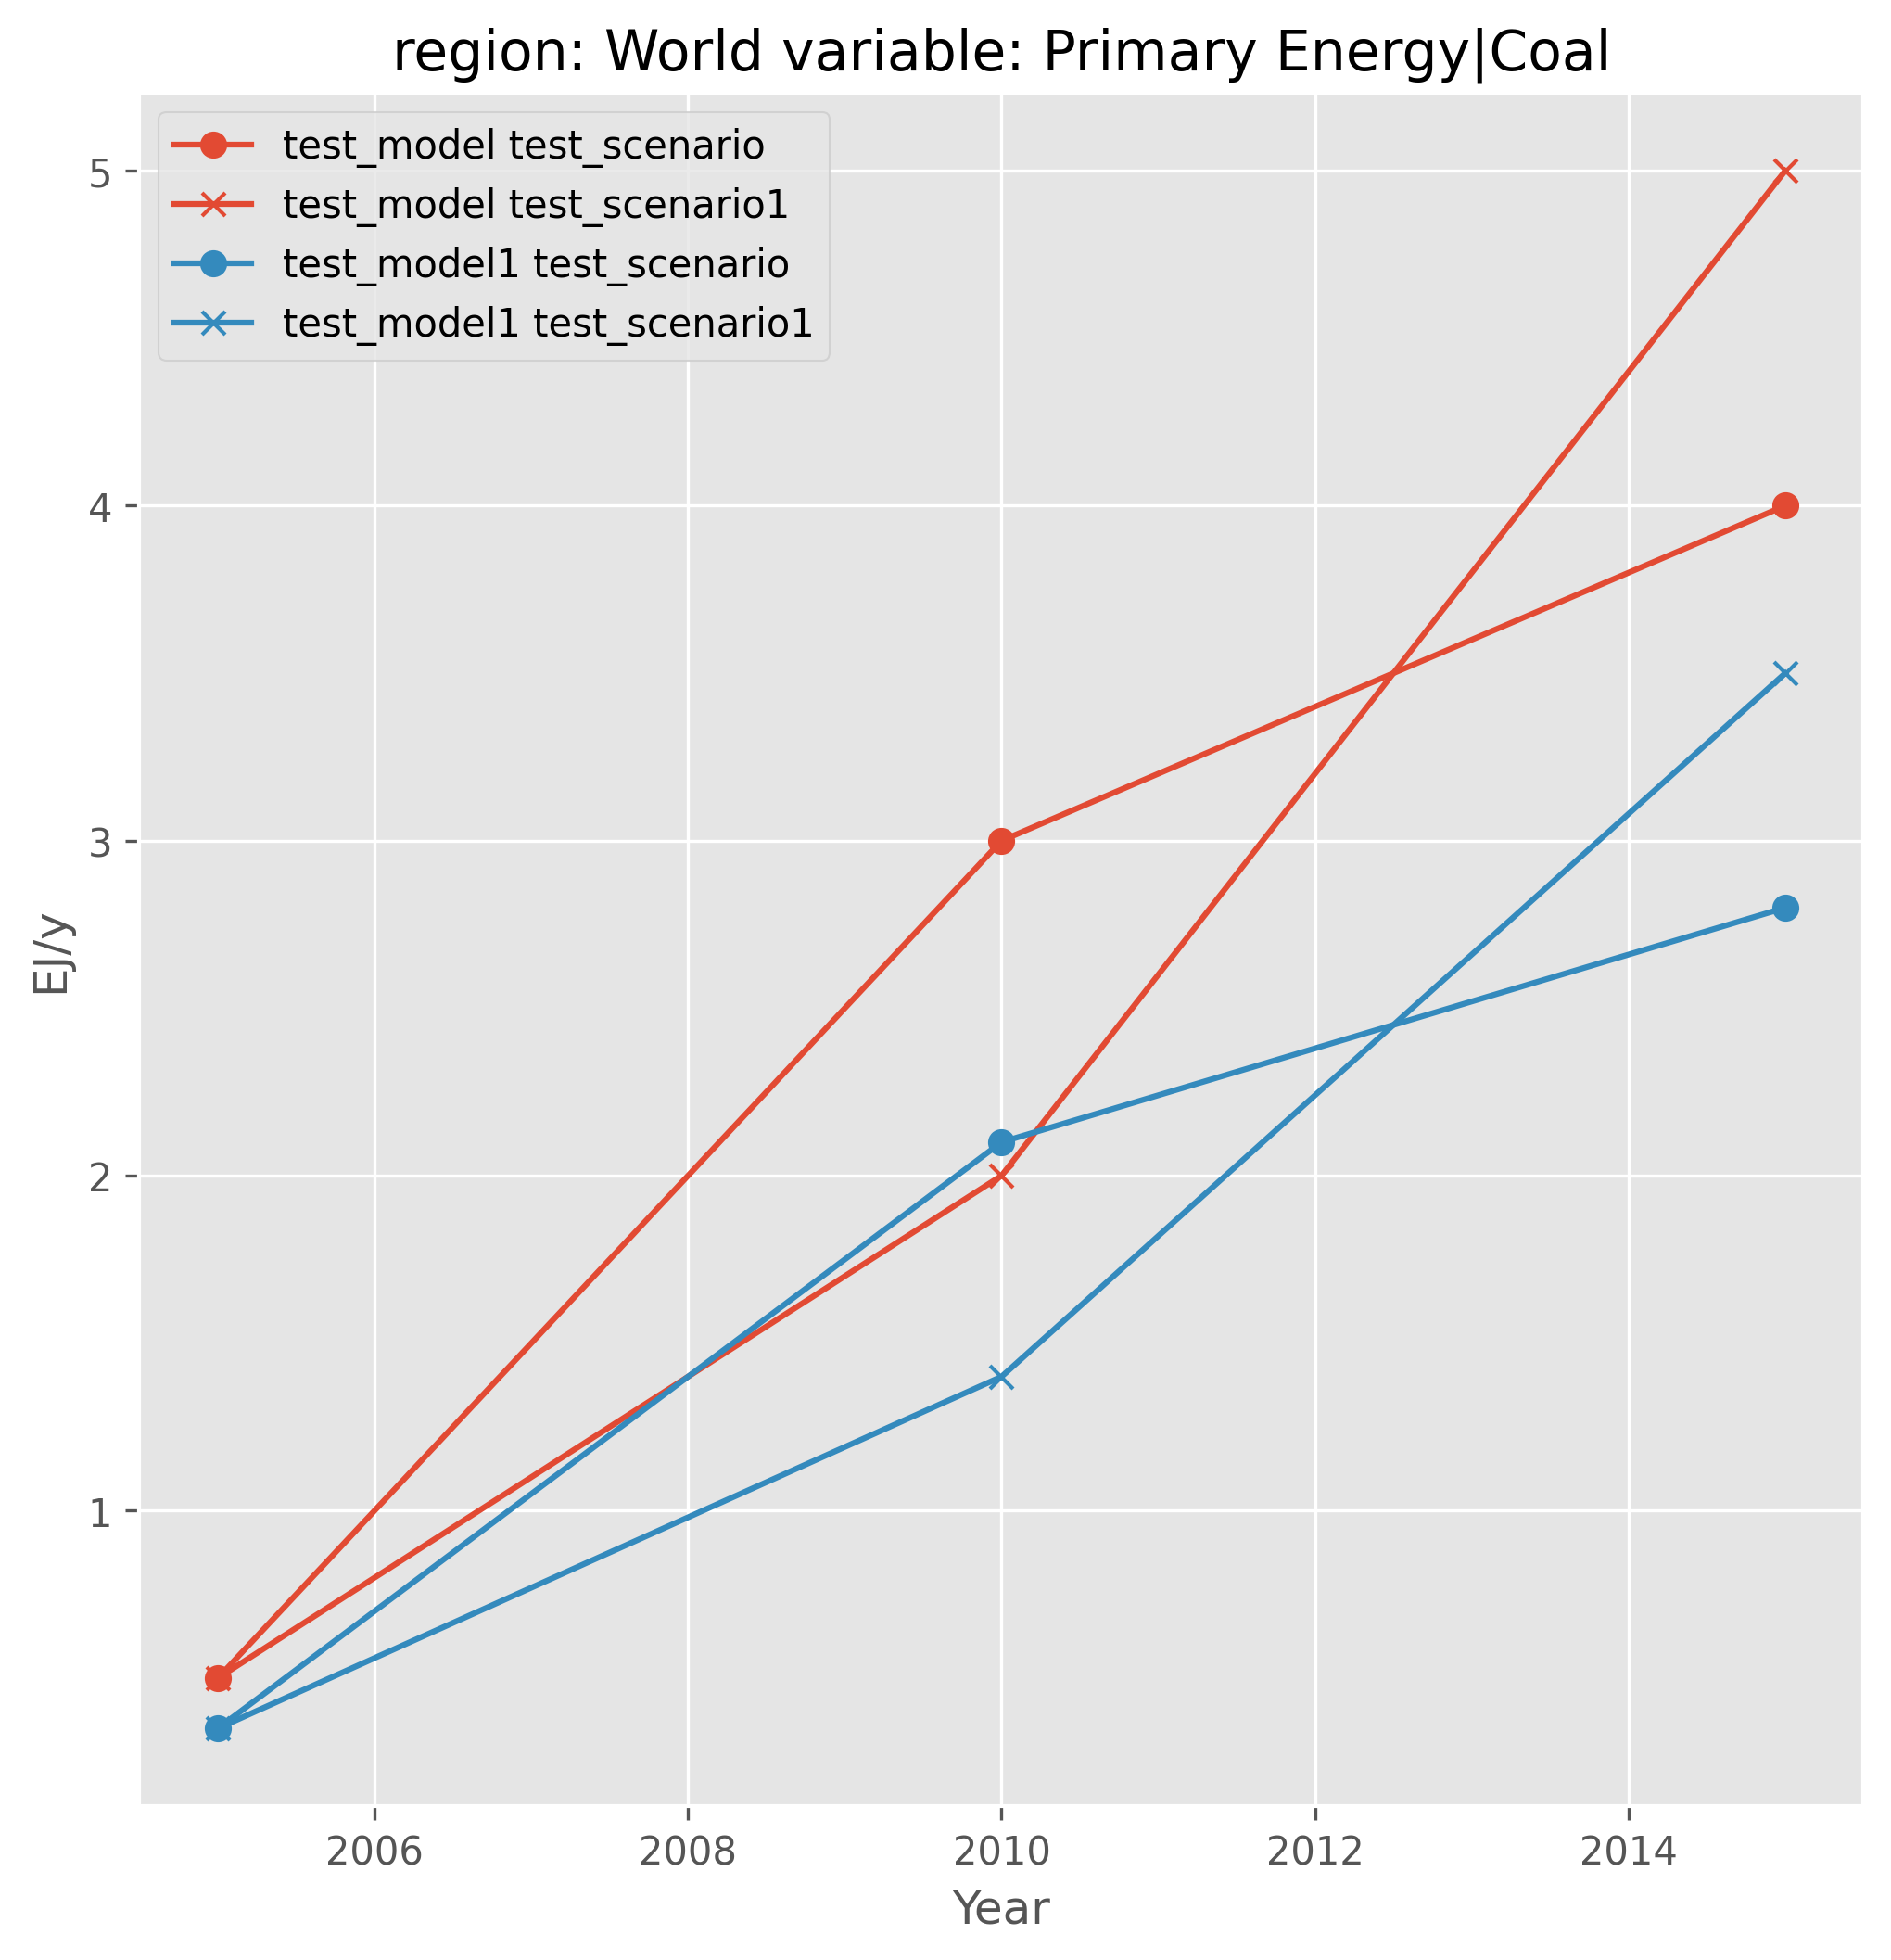 region: World variable: Primary Energy|Coal
test_model test_scenario
test_model test_scenario1
test_model1 test_scenario
test_model1 test_scenario1
5
4
3
2
1
EJ/y
2006 2008 2010 2012 2014
Year